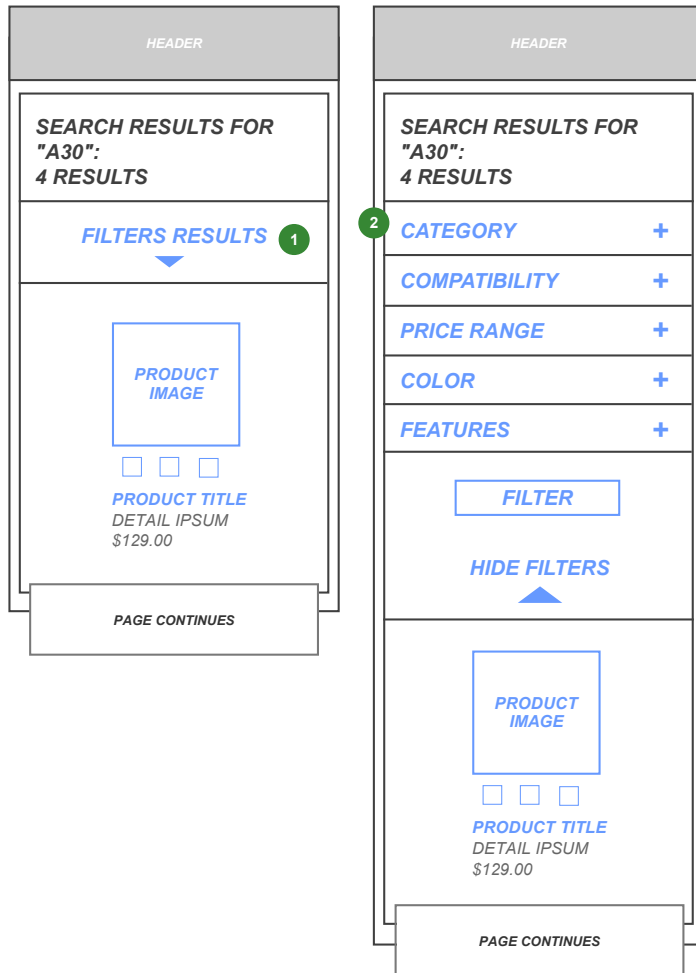 HEADER
SEARCH RESULTS FOR
"A30":
4 RESULTS
FILTERS RESULTS
1
PRODUCT
IMAGE
PRODUCT TITLE
DETAIL IPSUM
$129.00
PAGE CONTINUES
HEADER
SEARCH RESULTS FOR
"A30":
4 RESULTS
2
CATEGORY +
COMPATIBILITY +
PRICE RANGE +
COLOR +
FEATURES +
FILTER
HIDE FILTERS
PRODUCT
IMAGE
PRODUCT TITLE
DETAIL IPSUM
$129.00
PAGE CONTINUES